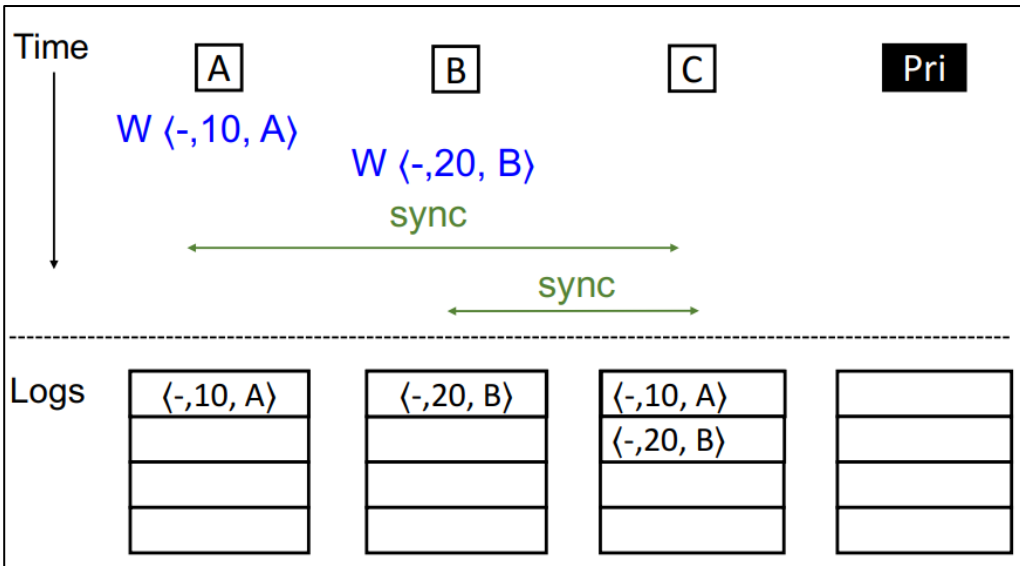 Time
A
B
C
Pri
W ⟨-,10, A⟩
W ⟨-,20, B⟩
sync
sync
Logs
⟨-,10, A⟩
⟨-,20, B⟩
⟨-,10, A⟩
⟨-,20, B⟩